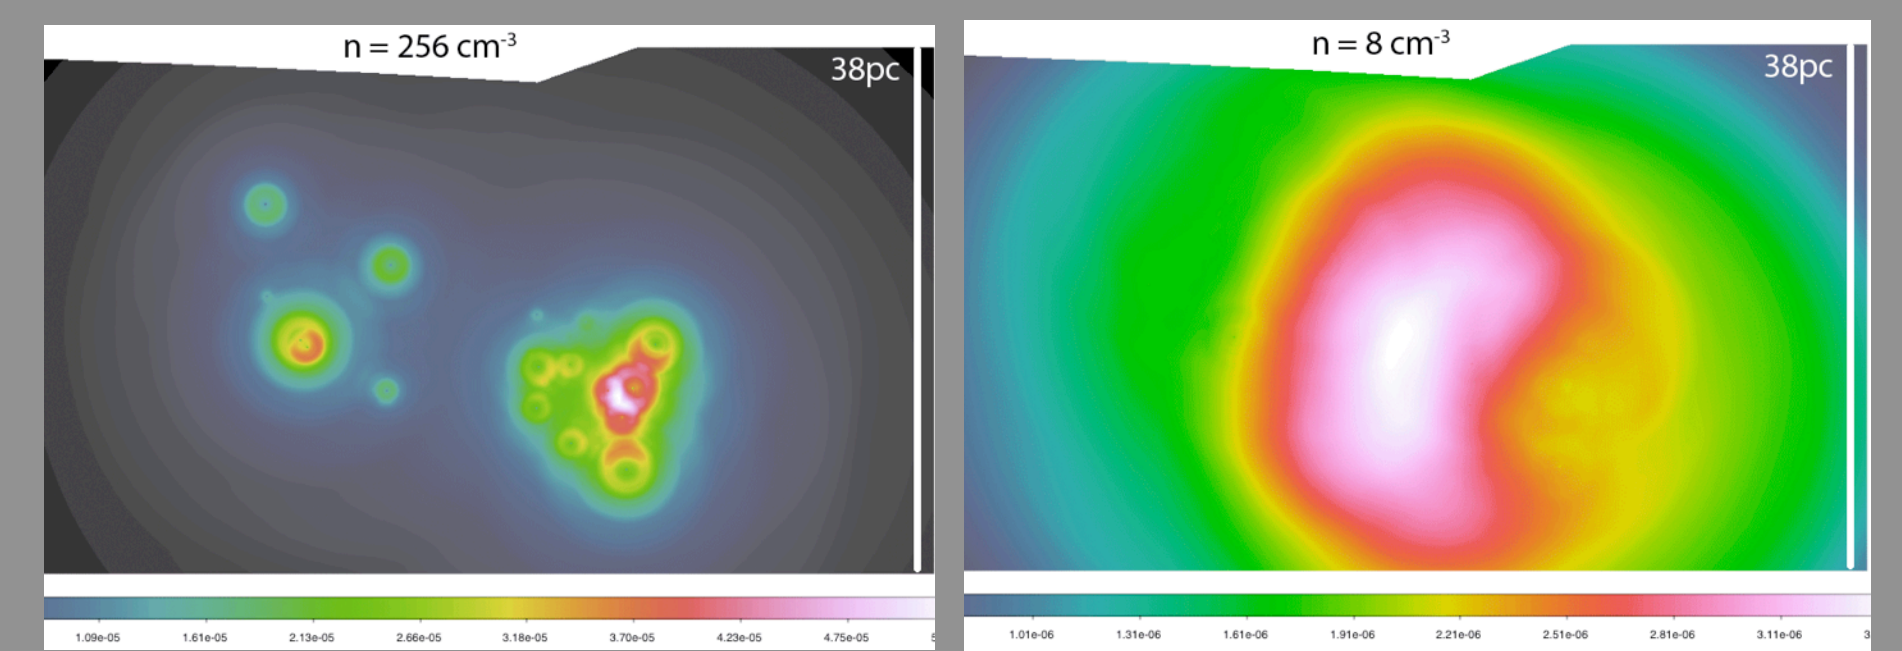 n = 256 cm⁻³
38pc
1.09e-05 1.61e-05 2.13e-05 2.66e-05 3.18e-05 3.70e-05 4.23e-05 4.75e-05
n = 8 cm⁻³
38pc
1.01e-06 1.31e-06 1.61e-06 1.91e-06 2.21e-06 2.51e-06 2.81e-06 3.11e-06